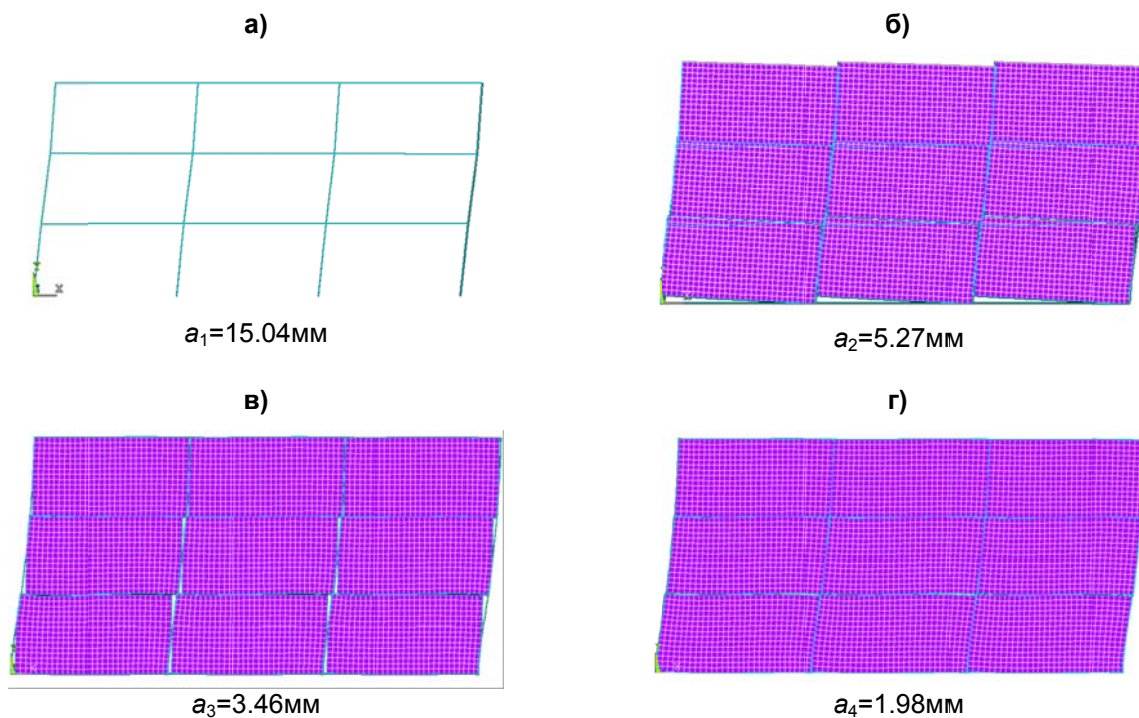 а)
б)
a₁=15.04мм
a₂=5.27мм
в)
г)
a₃=3.46мм
a₄=1.98мм